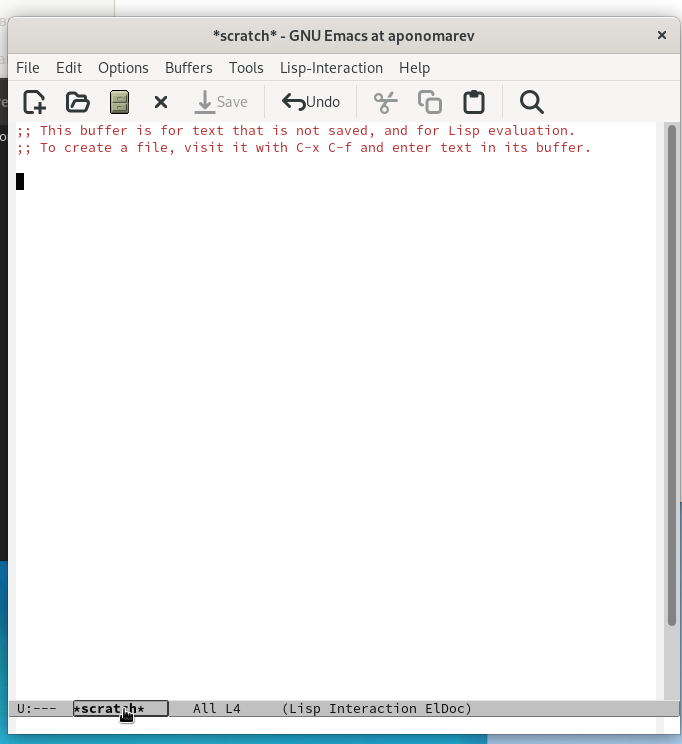 *scratch* - GNU Emacs at aponomarev
File Edit Options Buffers Tools Lisp-Interaction Help
Save Undo
;; This buffer is for text that is not saved, and for Lisp evaluation.
;; To create a file, visit it with C-x C-f and enter text in its buffer.
U:--- *scratch* All L4 (Lisp Interaction ElDoc)